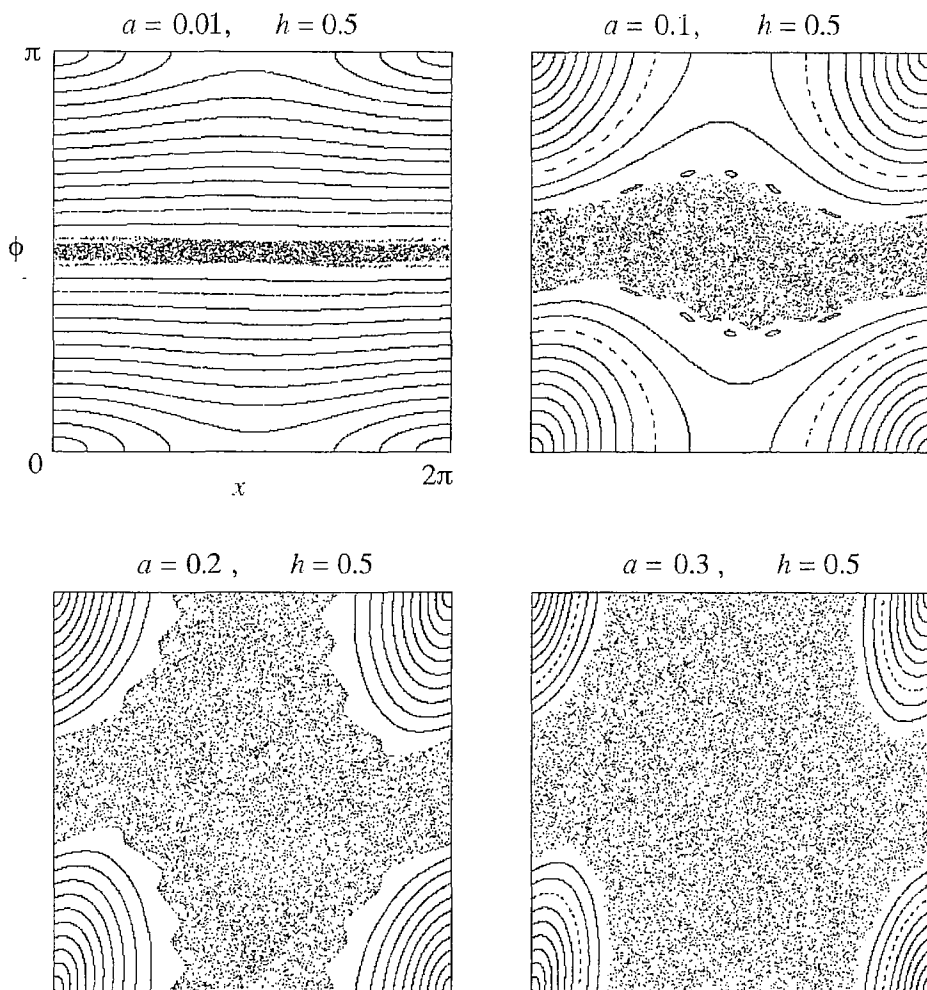 a = 0.01, h = 0.5
a = 0.1, h = 0.5
π
ϕ
0
x
2π
a = 0.2 , h = 0.5
a = 0.3 , h = 0.5